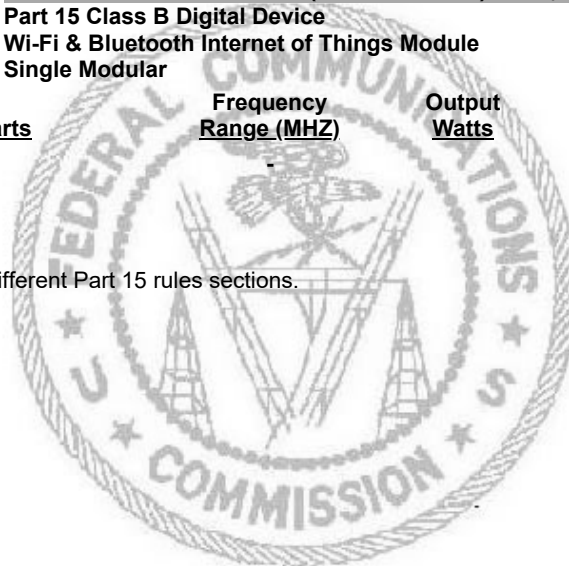 Part 15 Class B Digital Device
Wi-Fi & Bluetooth Internet of Things Module
Single Modular
Frequency Output
Range (MHZ) Watts
-
ifferent Part 15 rules sections.
FEDERAL COMMUNICATIONS
U S
COMMISSION
-